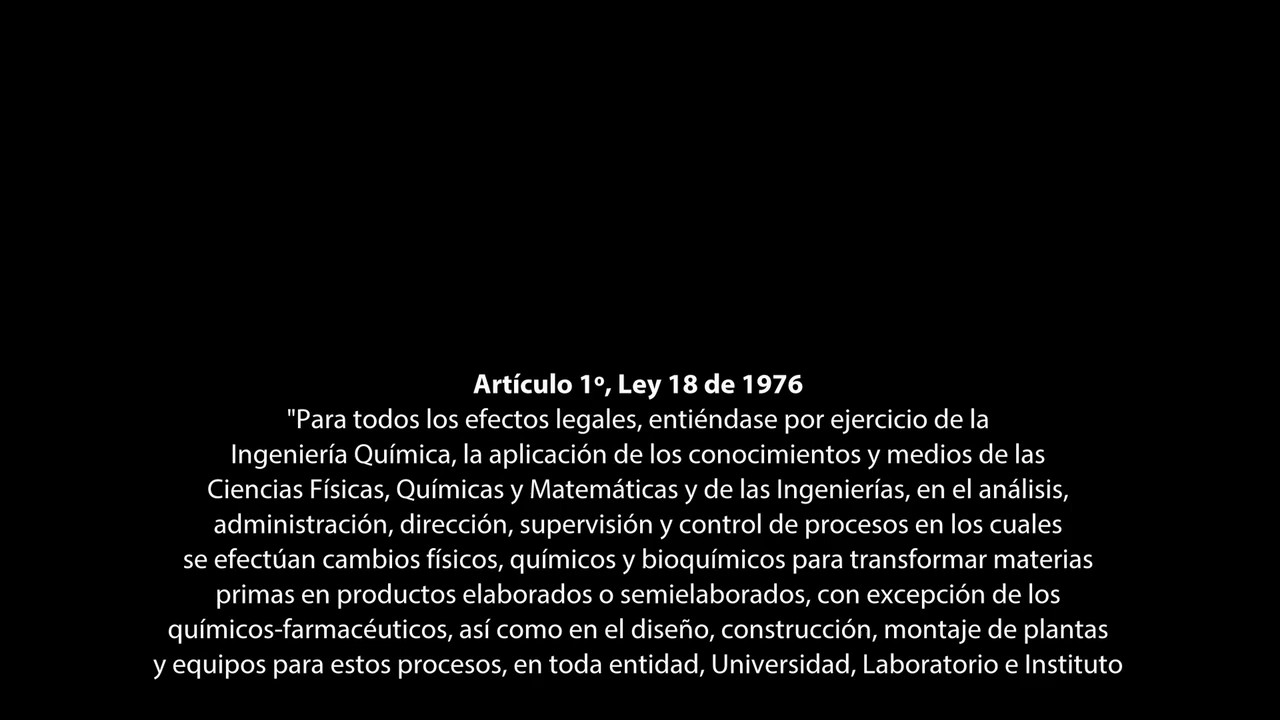 Artículo 1º, Ley 18 de 1976
"Para todos los efectos legales, entiéndase por ejercicio de la
Ingeniería Química, la aplicación de los conocimientos y medios de las
Ciencias Físicas, Químicas y Matemáticas y de las Ingenierías, en el análisis,
administración, dirección, supervisión y control de procesos en los cuales
se efectúan cambios físicos, químicos y bioquímicos para transformar materias
primas en productos elaborados o semielaborados, con excepción de los
químicos-farmacéuticos, así como en el diseño, construcción, montaje de plantas
y equipos para estos procesos, en toda entidad, Universidad, Laboratorio e Instituto